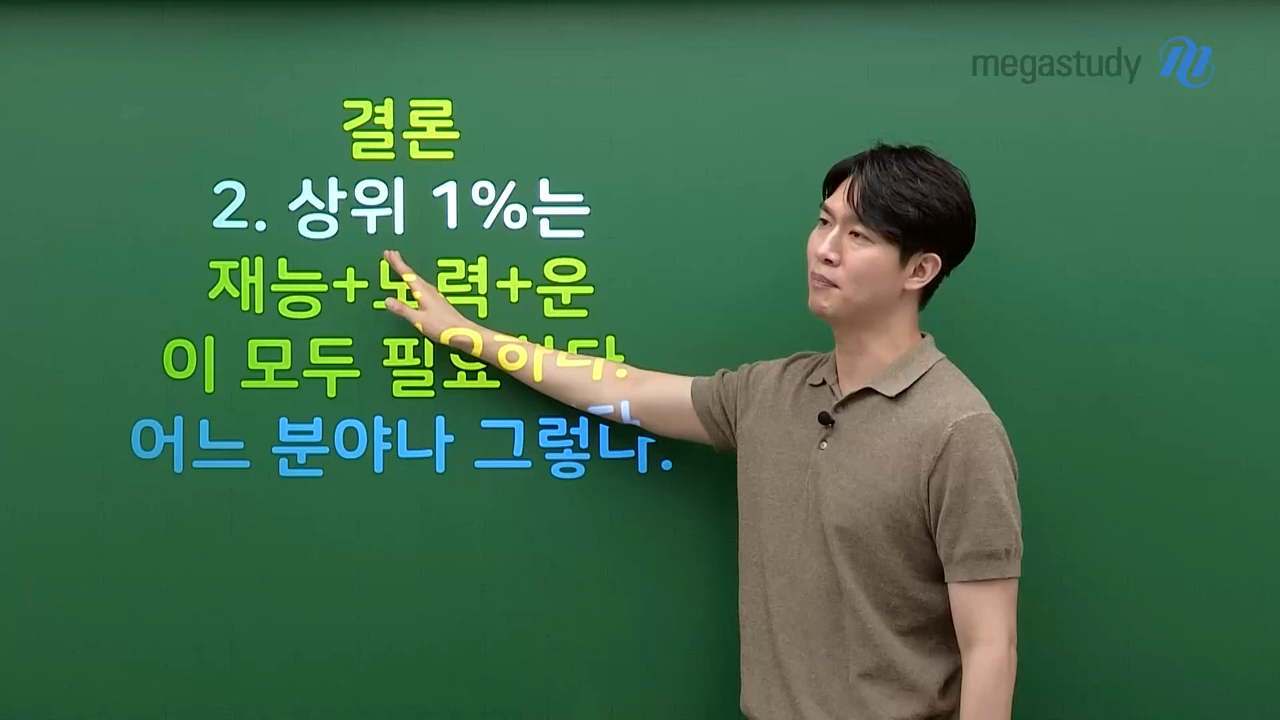 megastudy
결론
2. 상위 1%는
재능+노력+운
이 모두 필요하다.
어느 분야나 그렇다.